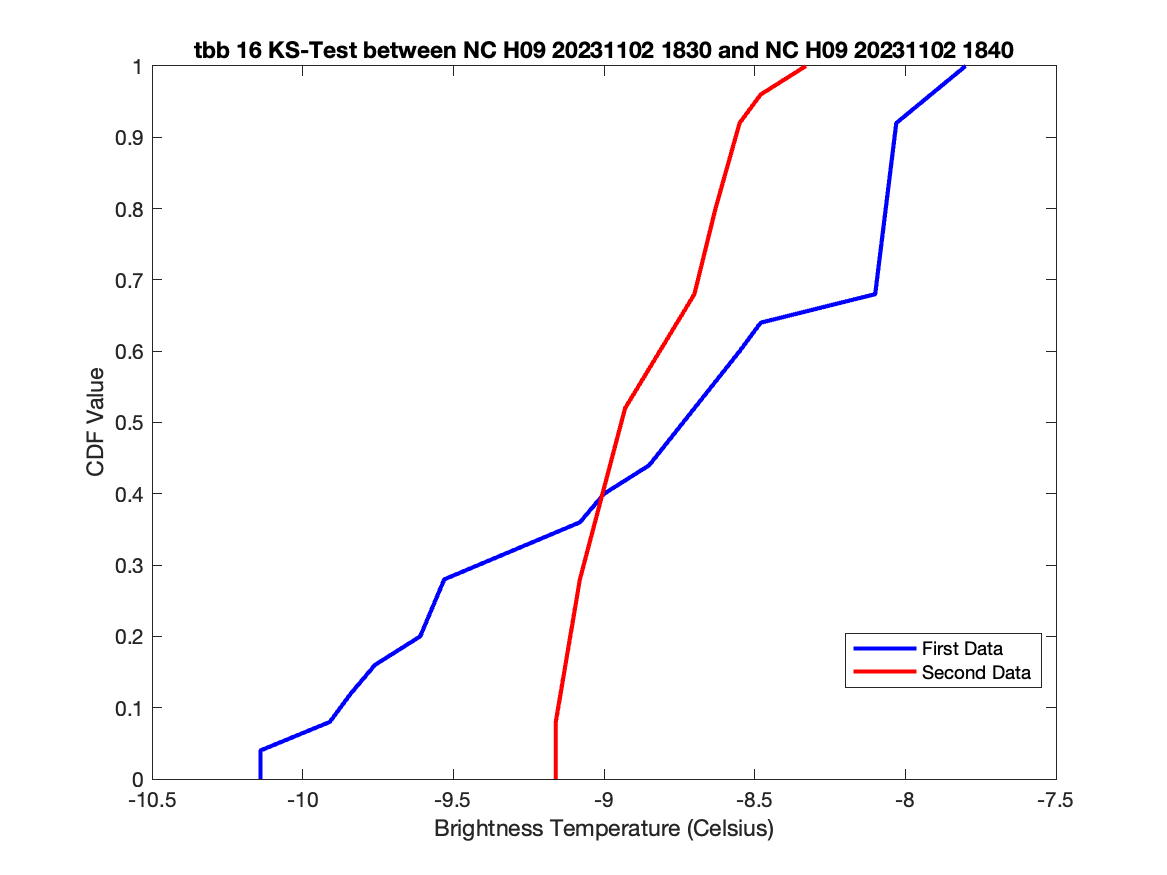 tbb 16 KS-Test between NC H09 20231102 1830 and NC H09 20231102 1840
1
0.9
0.8
0.7
0.6
0.5
0.4
0.3
0.2
0.1
0
CDF Value
First Data
Second Data
-10.5 -10 -9.5 -9 -8.5 -8 -7.5
Brightness Temperature (Celsius)